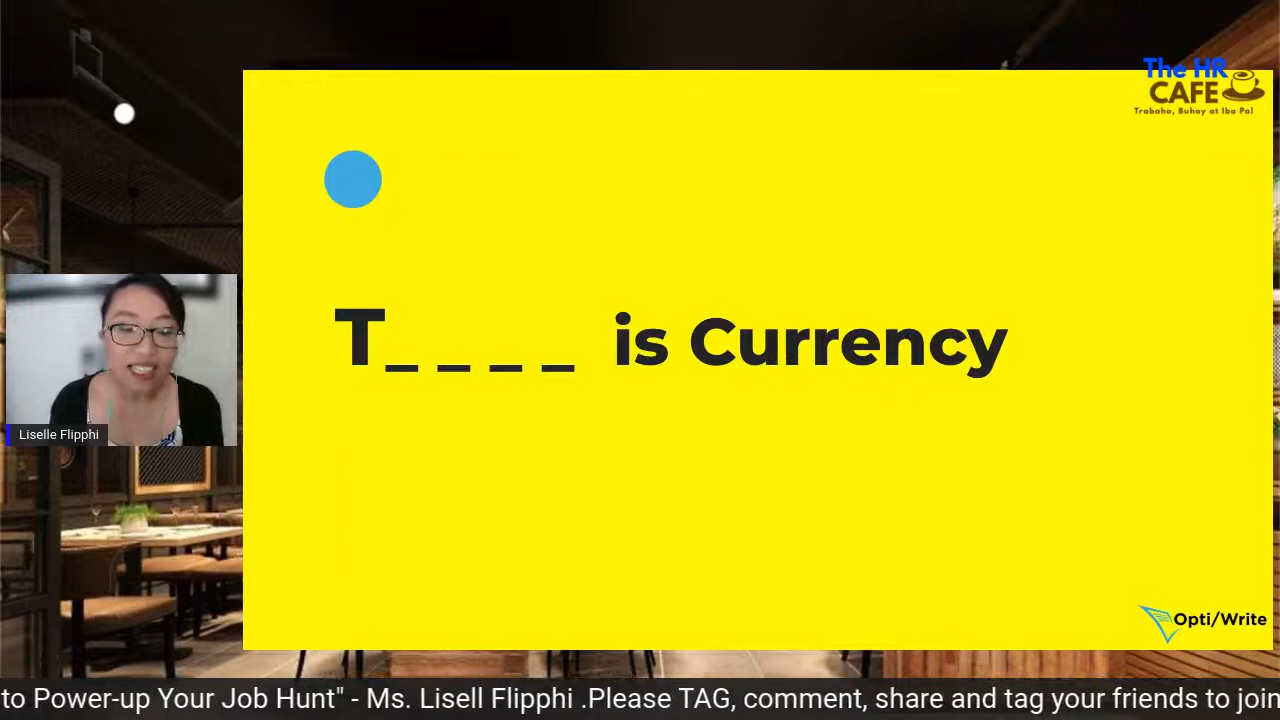 The HR
CAFE
Trabaho, Buhay at Iba Pa!
T_ _ _ _ is Currency
Liselle Flipphi
Opti/Write
to Power-up Your Job Hunt" - Ms. Lisell Flipphi .Please TAG, comment, share and tag your friends to join